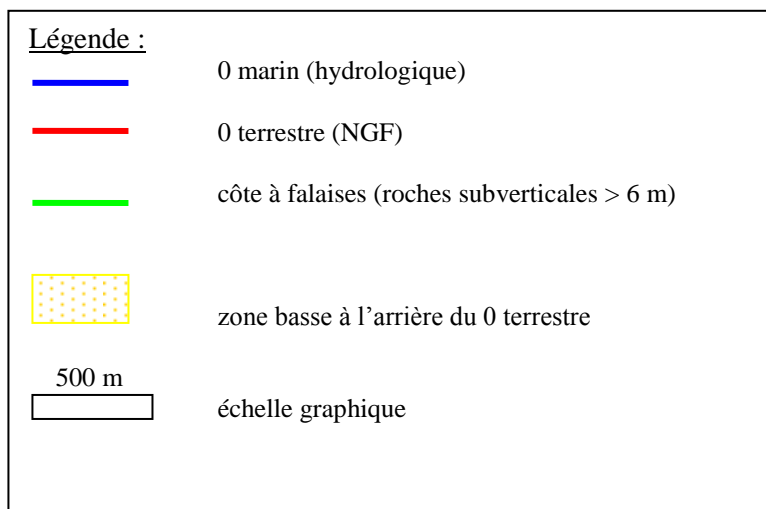 Légende :
0 marin (hydrologique)
0 terrestre (NGF)
côte à falaises (roches subverticales > 6 m)
zone basse à l’arrière du 0 terrestre
500 m
échelle graphique